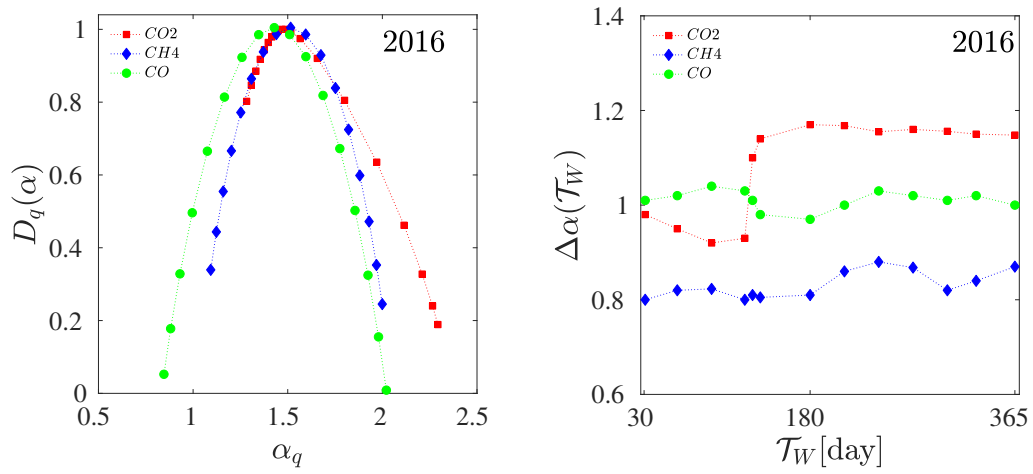 2016
CO2
CH4
CO
1
0.8
0.6
0.4
0.2
0
0.5
1
1.5
2
2.5
D_q(α)
α_q
2016
CO2
CH4
CO
1.4
1.2
1
0.8
0.6
30
180
365
Δα(𝒯_W)
𝒯_W[day]